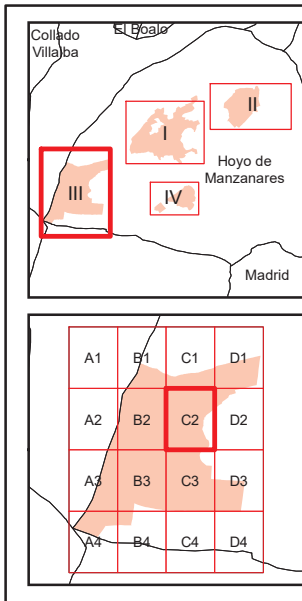 Collado
Villalba
El Boalo
I
II
III
IV
Hoyo de
Manzanares
Madrid
A1 B1 C1 D1
A2 B2 C2 D2
A3 B3 C3 D3
A4 B4 C4 D4